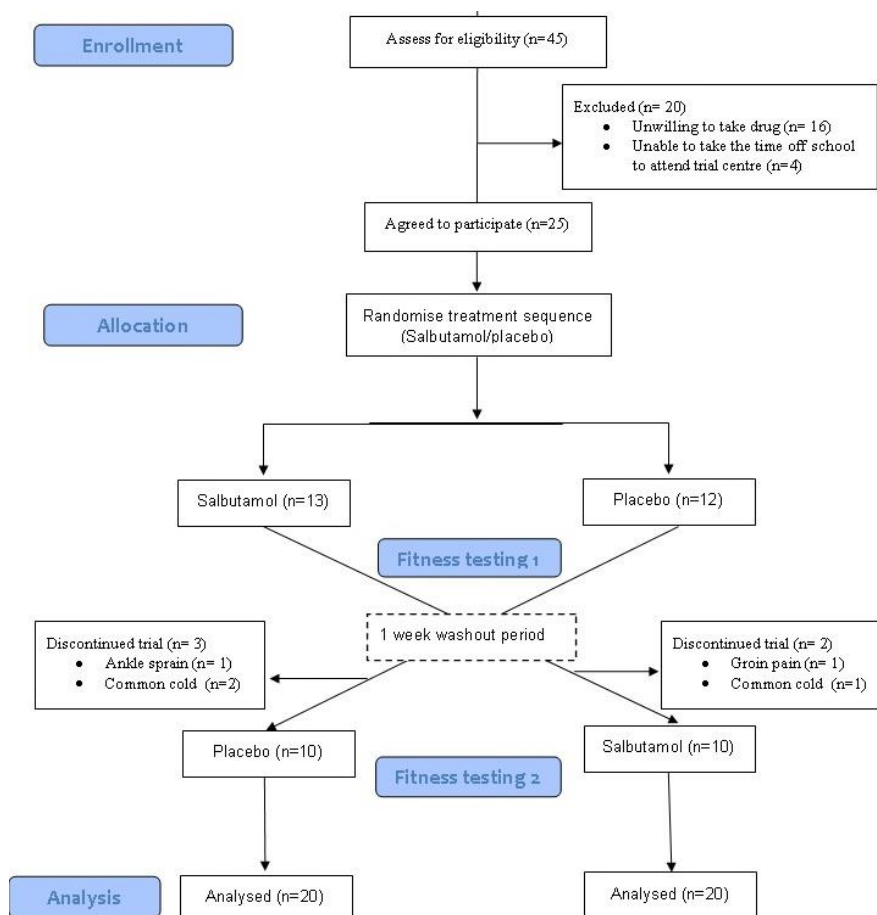 Enrollment
Assess for eligibility (n=45)
Excluded (n= 20)
• Unwilling to take drug (n= 16)
• Unable to take the time off school
to attend trial centre (n=4)
Agreed to participate (n=25)
Allocation
Randomise treatment sequence
(Salbutamol/placebo)
Salbutamol (n=13)
Placebo (n=12)
Fitness testing 1
1 week washout period
Discontinued trial (n= 3)
• Ankle sprain (n= 1)
• Common cold (n=2)
Discontinued trial (n= 2)
• Groin pain (n= 1)
• Common cold (n=1)
Placebo (n=10)
Salbutamol (n=10)
Fitness testing 2
Analysis
Analysed (n=20)
Analysed (n=20)